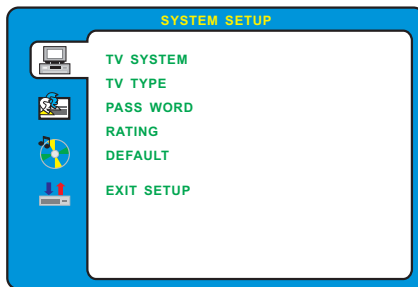 SYSTEM SETUP
TV SYSTEM
TV TYPE
PASS WORD
RATING
DEFAULT
EXIT SETUP